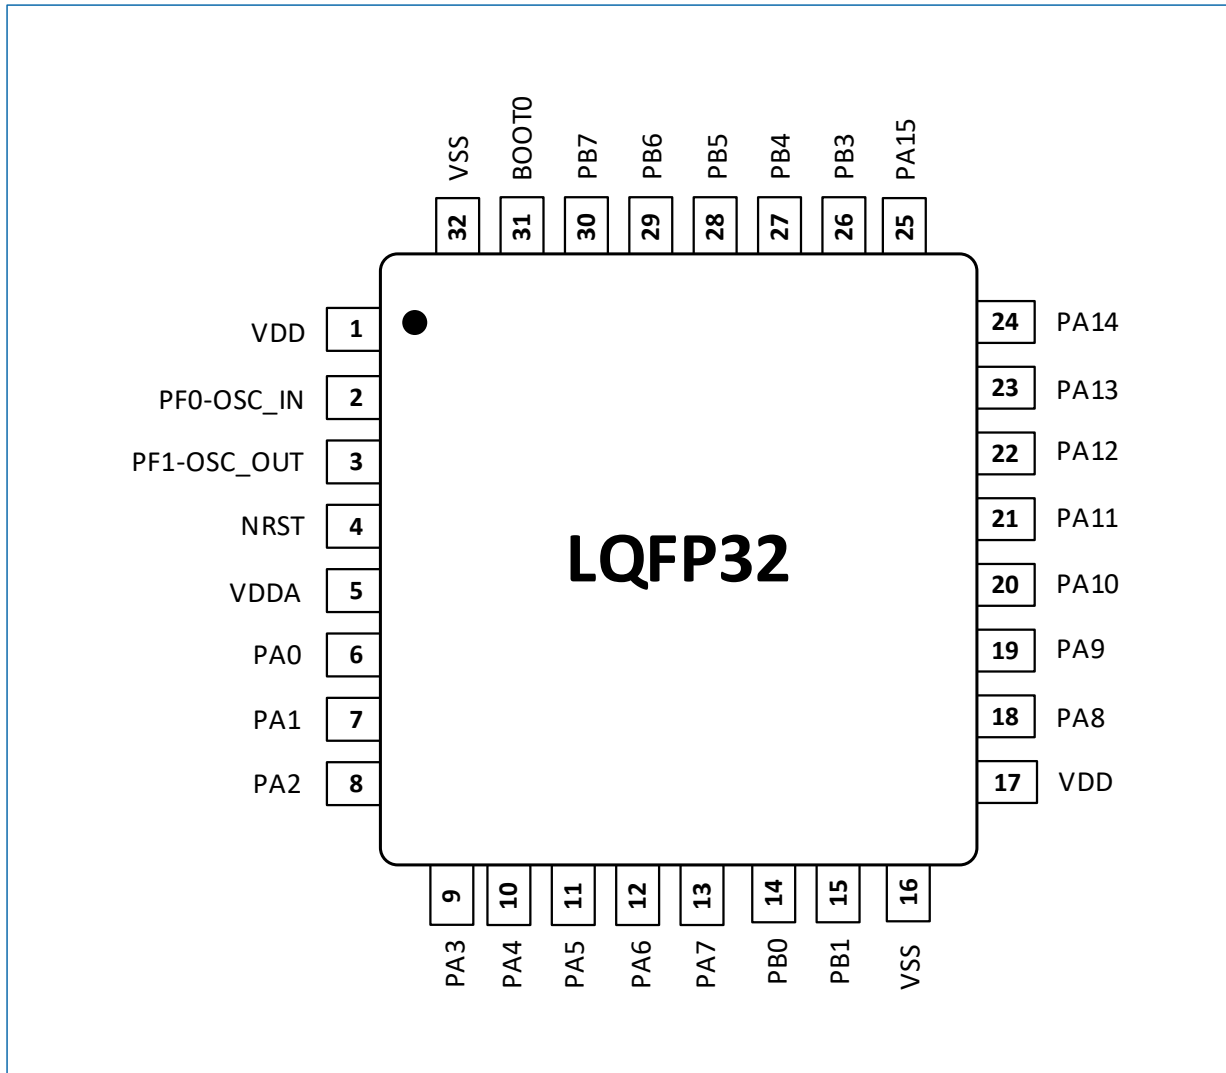 VSS 32
BOOT0 31
PB7 30
PB6 29
PB5 28
PB4 27
PB3 26
PA15 25
VDD 1
PF0-OSC_IN 2
PF1-OSC_OUT 3
NRST 4
VDDA 5
PA0 6
PA1 7
PA2 8
LQFP32
24 PA14
23 PA13
22 PA12
21 PA11
20 PA10
19 PA9
18 PA8
17 VDD
9 PA3
10 PA4
11 PA5
12 PA6
13 PA7
14 PB0
15 PB1
16 VSS